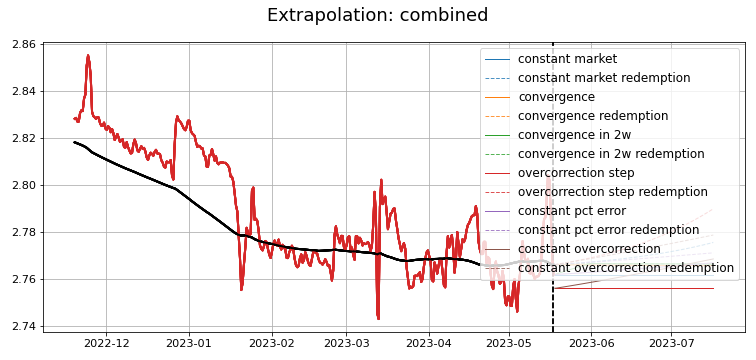 Extrapolation: combined
2.86
2.84
2.82
2.80
2.78
2.76
2.74
constant market
constant market redemption
convergence
convergence redemption
convergence in 2w
convergence in 2w redemption
overcorrection step
overcorrection step redemption
constant pct error
constant pct error redemption
constant overcorrection
constant overcorrection redemption
2022-12 2023-01 2023-02 2023-03 2023-04 2023-05 2023-06 2023-07